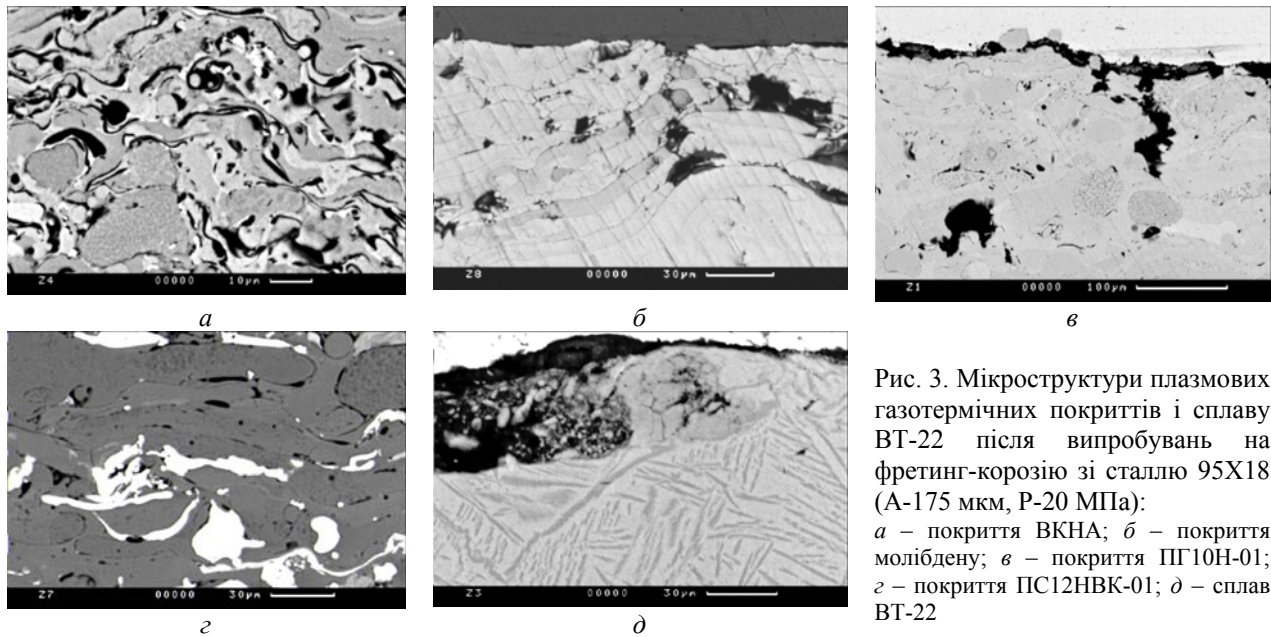 Z4 00000 10µm
Z8 00000 30µm
Z1 00000 100µm
а
б
в
Z7 00000 30µm
Z3 00000 30µm
г
д
Рис. 3. Мікроструктури плазмових
газотермічних покриттів і сплаву
ВТ-22 після випробувань на
фретинг-корозію зі сталлю 95Х18
(А-175 мкм, Р-20 МПа):
а – покриття ВКНА; б – покриття
молібдену; в – покриття ПГ10Н-01;
г – покриття ПС12НВК-01; д – сплав
ВТ-22